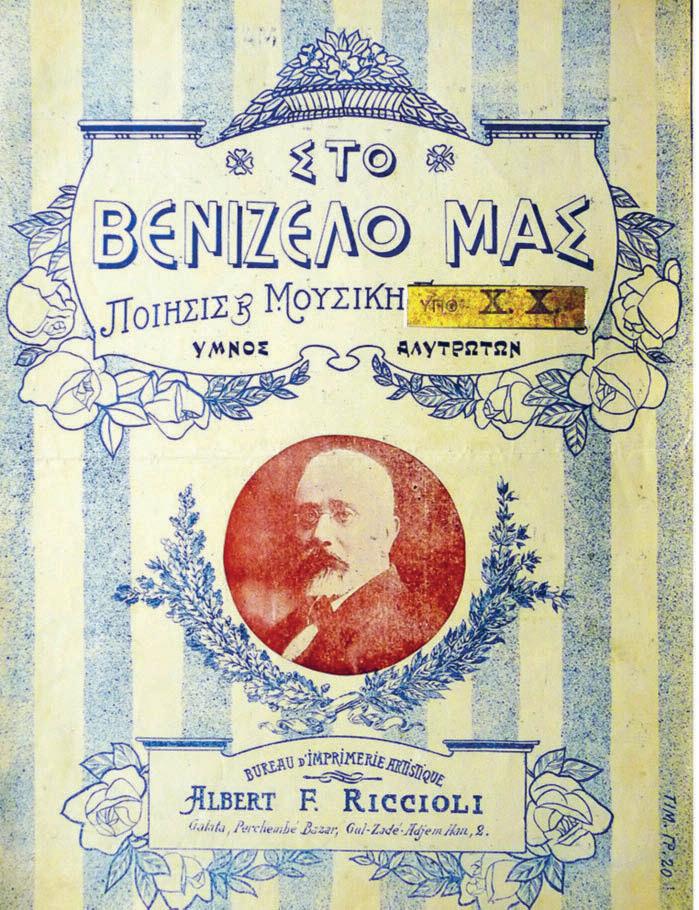 ΣΤΟ
ΒΕΝΙΖΕΛΟ ΜΑΣ
ΠΟΙΗΣΙΣ & ΜΟΥΣΙΚΗ ΥΠΟ Χ. Χ.
ΥΜΝΟΣ ΑΛΥΤΡΩΤΩΝ
BUREAU D'IMPRIMERIE ARTISTIQUE
ALBERT F. RICCIOLI
Galata, Perchembé Bazar, Gul-Zadé-Adjem Han, 2.
ΤΙΜ. Γρ. 20